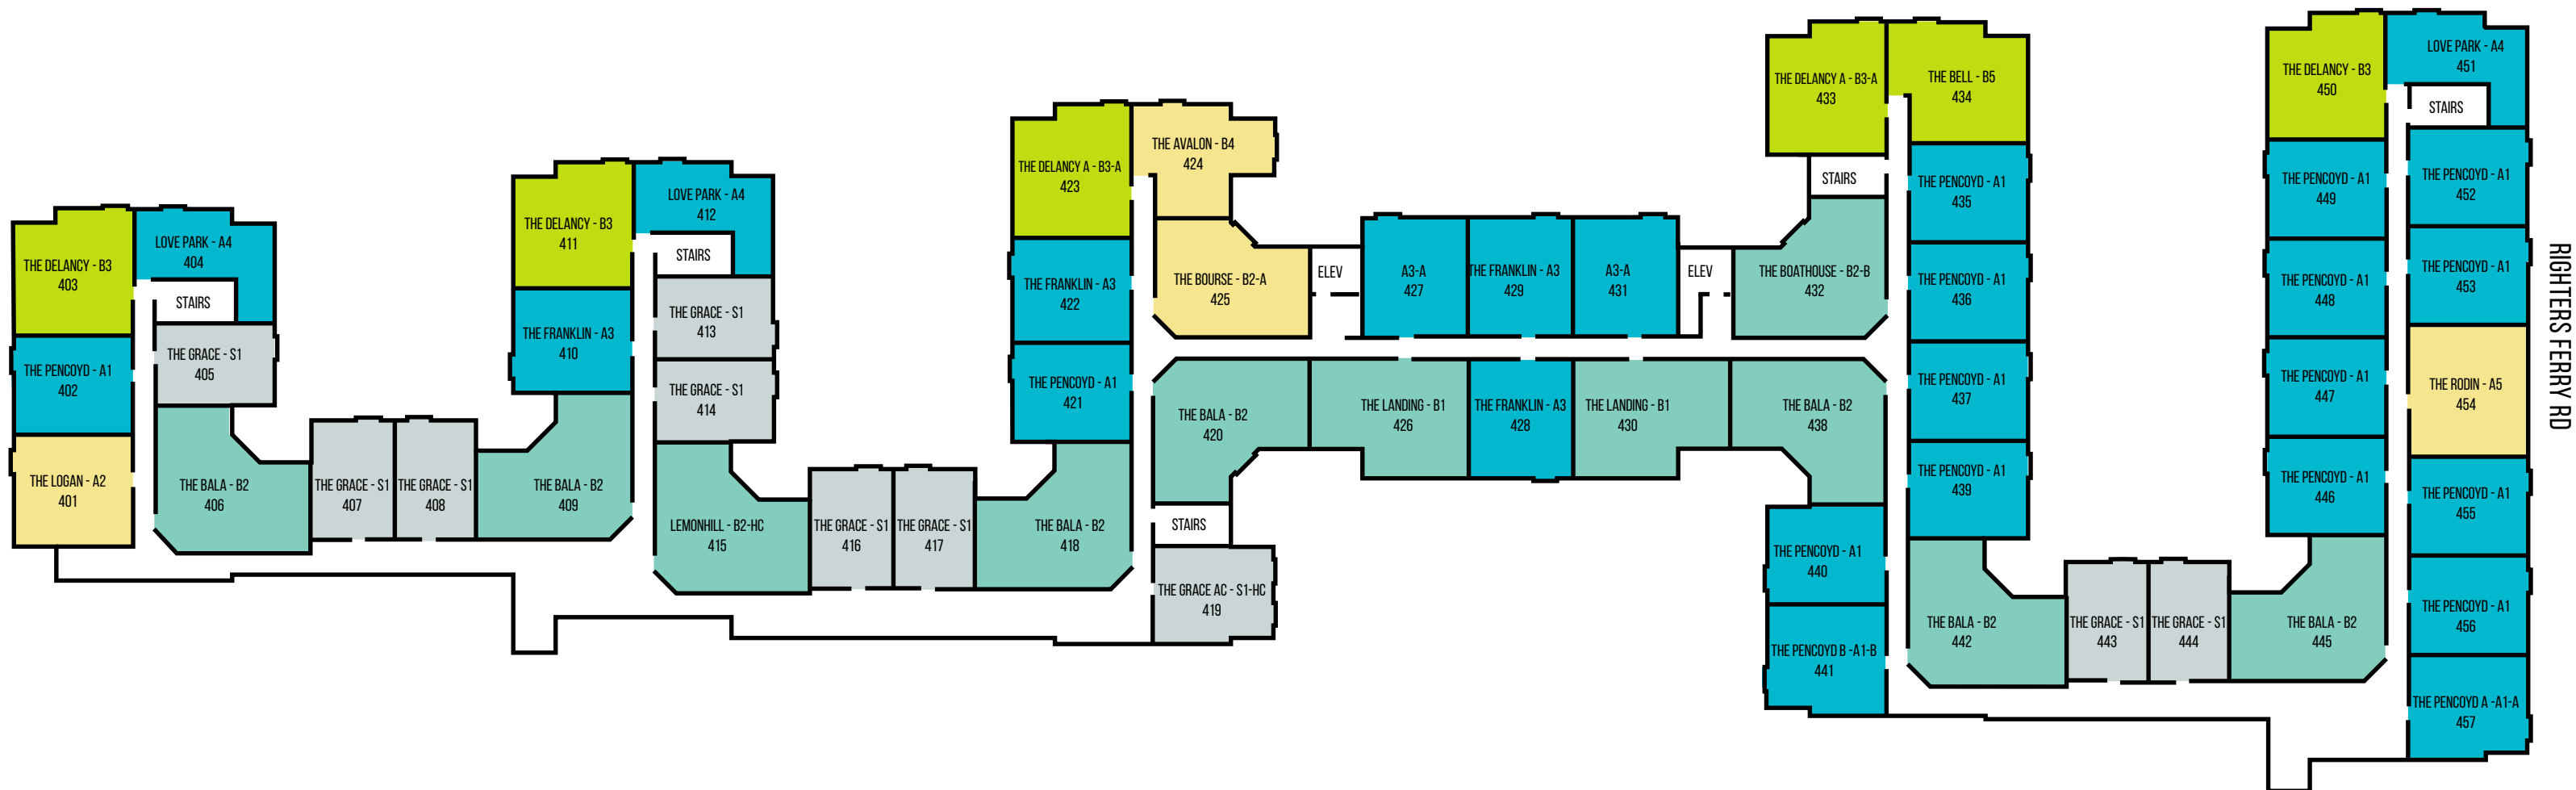 THE DELANCY - B3
403
LOVE PARK - A4
404
STAIRS
THE PENCOYD - A1
402
THE GRACE - S1
405
THE LOGAN - A2
401
THE BALA - B2
406
THE GRACE - S1
407
THE GRACE - S1
408
THE BALA - B2
409
THE DELANCY - B3
411
THE FRANKLIN - A3
410
LOVE PARK - A4
412
STAIRS
THE GRACE - S1
413
THE GRACE - S1
414
LEMONHILL - B2-HC
415
THE GRACE - S1
416
THE GRACE - S1
417
THE BALA - B2
418
THE DELANCY A - B3-A
423
THE FRANKLIN - A3
422
THE PENCOYD - A1
421
THE AVALON - B4
424
THE BOURSE - B2-A
425
ELEV
THE BALA - B2
420
STAIRS
THE GRACE AC - S1-HC
419
A3-A
427
THE FRANKLIN - A3
429
A3-A
431
ELEV
THE LANDING - B1
426
THE FRANKLIN - A3
428
THE LANDING - B1
430
THE DELANCY A - B3-A
433
STAIRS
THE BOATHOUSE - B2-B
432
THE BALA - B2
438
THE PENCOYD - A1
440
THE PENCOYD B -A1-B
441
THE BELL - B5
434
THE PENCOYD - A1
435
THE PENCOYD - A1
436
THE PENCOYD - A1
437
THE PENCOYD - A1
439
THE BALA - B2
442
THE GRACE - S1
443
THE GRACE - S1
444
THE BALA - B2
445
THE DELANCY - B3
450
THE PENCOYD - A1
449
THE PENCOYD - A1
448
THE PENCOYD - A1
447
THE PENCOYD - A1
446
LOVE PARK - A4
451
STAIRS
THE PENCOYD - A1
452
THE PENCOYD - A1
453
THE RODIN - A5
454
THE PENCOYD - A1
455
THE PENCOYD - A1
456
THE PENCOYD A -A1-A
457
RIGHTERS FERRY RD